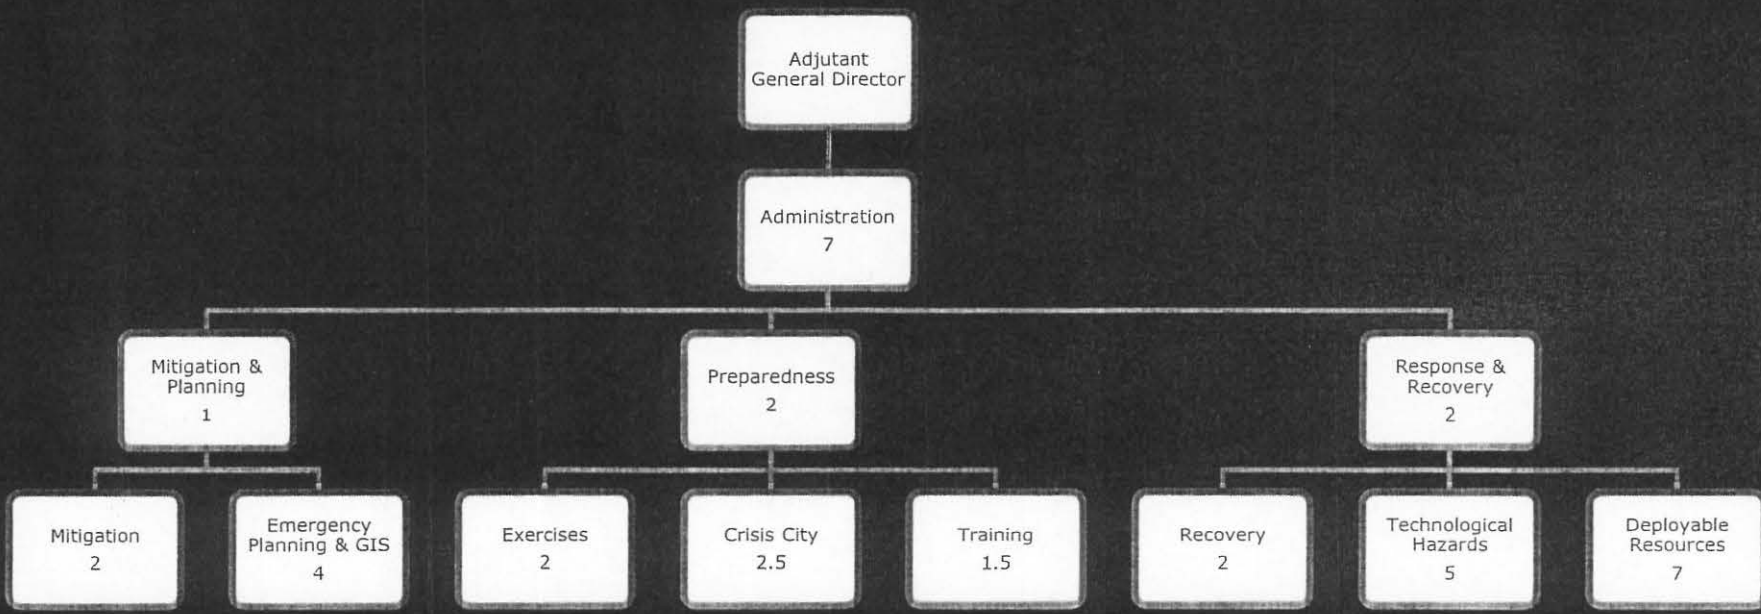 Adjutant
General Director
Administration
7
Mitigation &
Planning
1
Preparedness
2
Response &
Recovery
2
Mitigation
2
Emergency
Planning & GIS
4
Exercises
2
Crisis City
2.5
Training
1.5
Recovery
2
Technological
Hazards
5
Deployable
Resources
7